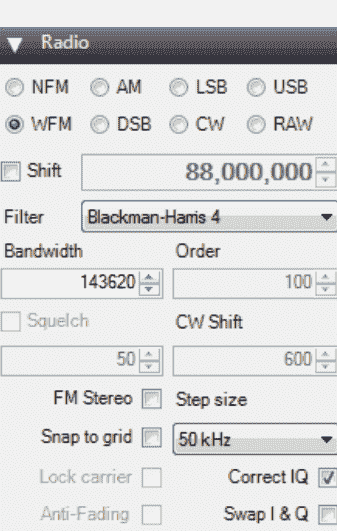 Radio
NFM AM LSB USB
WFM DSB CW RAW
Shift 88,000,000
Filter Blackman-Harris 4
Bandwidth Order
143620 100
Squelch CW Shift
50 600
FM Stereo Step size
Snap to grid 50 kHz
Lock carrier Correct IQ
Anti-Fading Swap I & Q